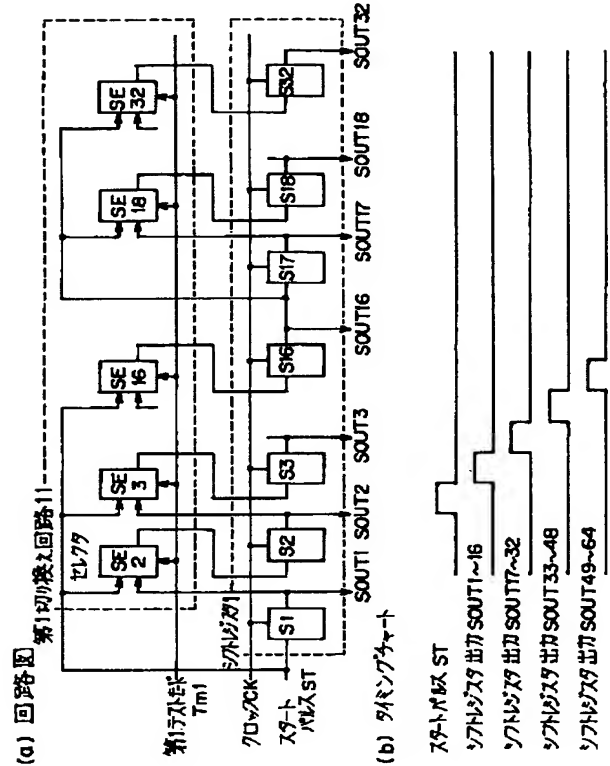 (a) 回路図
第1切り換え回路11
セレクタ
SE
2
SE
3
SE
16
SE
18
SE
32
第1テストモード
Tm1
シフトレジスタ1
クロックCK
スタート
パルスST
S1
S2
S3
S16
S17
S18
S32
SOUT1
SOUT2
SOUT3
SOUT16
SOUT17
SOUT18
SOUT32
(b) タイミングチャート
スタートパルス ST
シフトレジスタ出力 SOUT1~16
シフトレジスタ出力 SOUT17~32
シフトレジスタ出力 SOUT33~48
シフトレジスタ出力 SOUT49~64